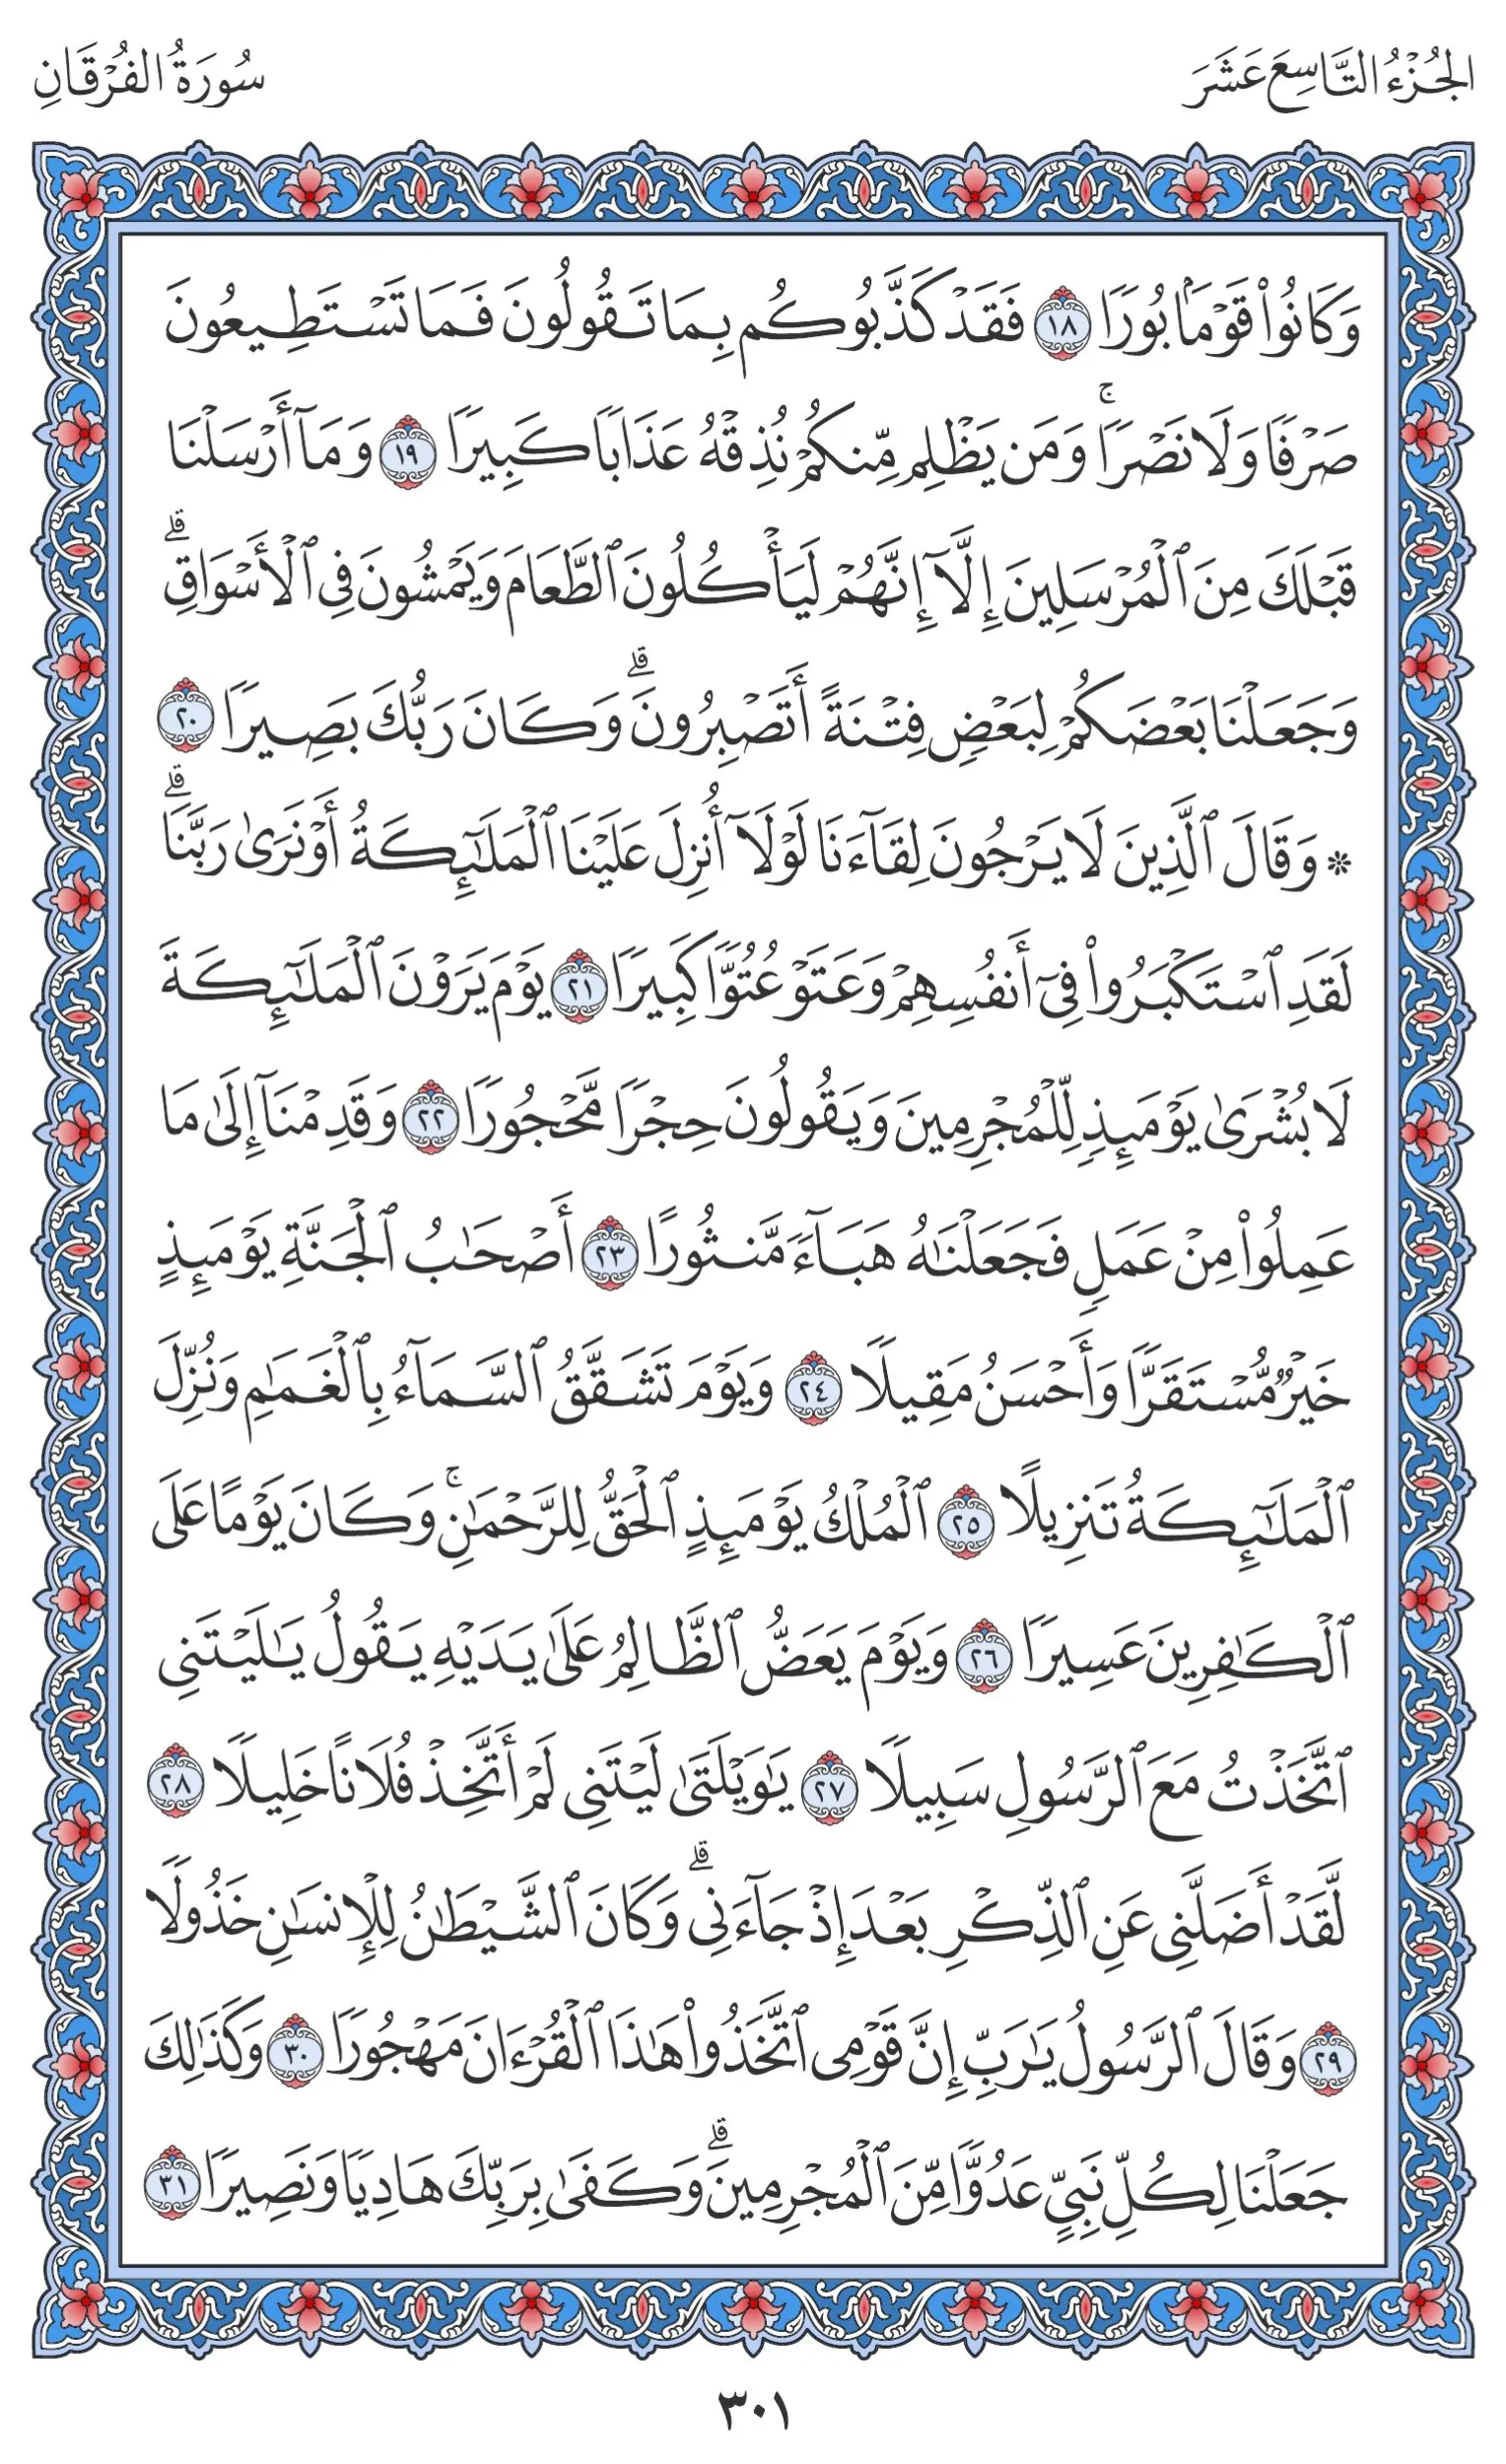 الجُزْءُ التَّاسِعَ عَشَرَ
سُورَةُ الفُرْقَانِ
وَكَانُوا۟ قَوْمَۢا بُورًۭا ١٨ فَقَدْ كَذَّبُوكُم بِمَا تَقُولُونَ فَمَا تَسْتَطِيعُونَ
صَرْفًۭا وَلَا نَصْرًۭا ۚ وَمَن يَظْلِم مِّنكُمْ نُذِقْهُ عَذَابًۭا كَبِيرًۭا ١٩ وَمَآ أَرْسَلْنَا
قَبْلَكَ مِنَ ٱلْمُرْسَلِينَ إِلَّآ إِنَّهُمْ لَيَأْكُلُونَ ٱلطَّعَامَ وَيَمْشُونَ فِى ٱلْأَسْوَاقِ ۗ
وَجَعَلْنَا بَعْضَكُمْ لِبَعْضٍۢ فِتْنَةً أَتَصْبِرُونَ ۗ وَكَانَ رَبُّكَ بَصِيرًۭا ٢٠
* وَقَالَ ٱلَّذِينَ لَا يَرْجُونَ لِقَآءَنَا لَوْلَآ أُنزِلَ عَلَيْنَا ٱلْمَلَٰٓئِكَةُ أَوْ نَرَىٰ رَبَّنَا ۗ
لَقَدِ ٱسْتَكْبَرُوا۟ فِىٓ أَنفُسِهِمْ وَعَتَوْ عُتُوًّۭا كَبِيرًۭا ٢١ يَوْمَ يَرَوْنَ ٱلْمَلَٰٓئِكَةَ
لَا بُشْرَىٰ يَوْمَئِذٍۢ لِّلْمُجْرِمِينَ وَيَقُولُونَ حِجْرًۭا مَّحْجُورًۭا ٢٢ وَقَدِمْنَآ إِلَىٰ مَا
عَمِلُوا۟ مِنْ عَمَلٍۢ فَجَعَلْنَٰهُ هَبَآءًۭ مَّنثُورًا ٢٣ أَصْحَٰبُ ٱلْجَنَّةِ يَوْمَئِذٍ
خَيْرٌۭ مُّسْتَقَرًّۭا وَأَحْسَنُ مَقِيلًۭا ٢٤ وَيَوْمَ تَشَقَّقُ ٱلسَّمَآءُ بِٱلْغَمَٰمِ وَنُزِّلَ
ٱلْمَلَٰٓئِكَةُ تَنزِيلًا ٢٥ ٱلْمُلْكُ يَوْمَئِذٍ ٱلْحَقُّ لِلرَّحْمَٰنِ ۚ وَكَانَ يَوْمًا عَلَى
ٱلْكَٰفِرِينَ عَسِيرًۭا ٢٦ وَيَوْمَ يَعَضُّ ٱلظَّالِمُ عَلَىٰ يَدَيْهِ يَقُولُ يَٰلَيْتَنِى
ٱتَّخَذْتُ مَعَ ٱلرَّسُولِ سَبِيلًۭا ٢٧ يَٰوَيْلَتَىٰ لَيْتَنِى لَمْ أَتَّخِذْ فُلَانًا خَلِيلًۭا ٢٨
لَّقَدْ أَضَلَّنِى عَنِ ٱلذِّكْرِ بَعْدَ إِذْ جَآءَنِى ۗ وَكَانَ ٱلشَّيْطَٰنُ لِلْإِنسَٰنِ خَذُولًۭا
٢٩ وَقَالَ ٱلرَّسُولُ يَٰرَبِّ إِنَّ قَوْمِى ٱتَّخَذُوا۟ هَٰذَا ٱلْقُرْءَانَ مَهْجُورًۭا ٣٠ وَكَذَٰلِكَ
جَعَلْنَا لِكُلِّ نَبِىٍّ عَدُوًّۭا مِّنَ ٱلْمُجْرِمِينَ ۗ وَكَفَىٰ بِرَبِّكَ هَادِيًۭا وَنَصِيرًۭا ٣١
٣٠١